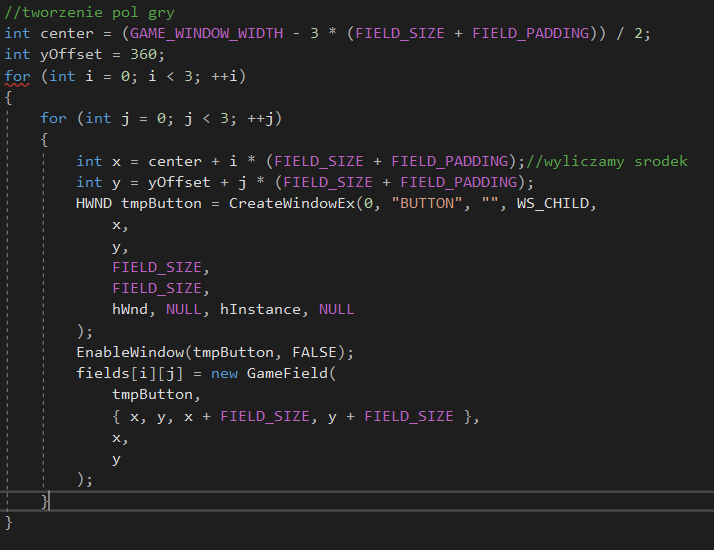 //tworzenie pol gry
int center = (GAME_WINDOW_WIDTH - 3 * (FIELD_SIZE + FIELD_PADDING)) / 2;
int yOffset = 360;
for (int i = 0; i < 3; ++i)
{
    for (int j = 0; j < 3; ++j)
    {
        int x = center + i * (FIELD_SIZE + FIELD_PADDING);//wyliczamy srodek
        int y = yOffset + j * (FIELD_SIZE + FIELD_PADDING);
        HWND tmpButton = CreateWindowEx(0, "BUTTON", "", WS_CHILD,
            x,
            y,
            FIELD_SIZE,
            FIELD_SIZE,
            hWnd, NULL, hInstance, NULL
        );
        EnableWindow(tmpButton, FALSE);
        fields[i][j] = new GameField(
            tmpButton,
            { x, y, x + FIELD_SIZE, y + FIELD_SIZE },
            x,
            y
        );
    }
}